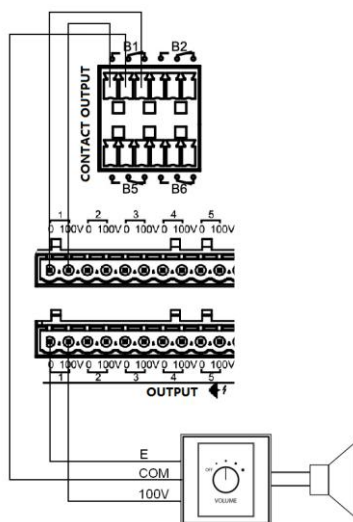 B1 B2
CONTACT OUTPUT
B5 B6
1 2 3 4 5
0 100V 0 100V 0 100V 0 100V 0 100V
0 100V 0 100V 0 100V 0 100V 0 100V
1 2 3 4 5
OUTPUT
E
COM
100V
OFF
VOLUME